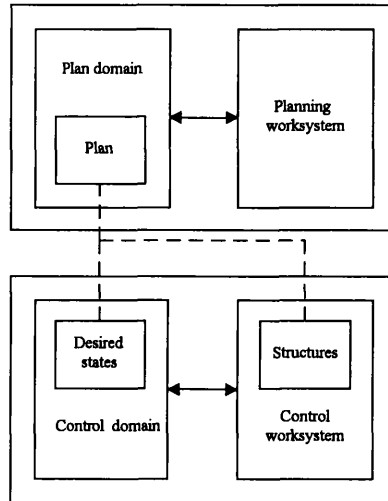 Plan domain
Plan
Planning
worksystem
Desired
states
Control domain
Structures
Control
worksystem